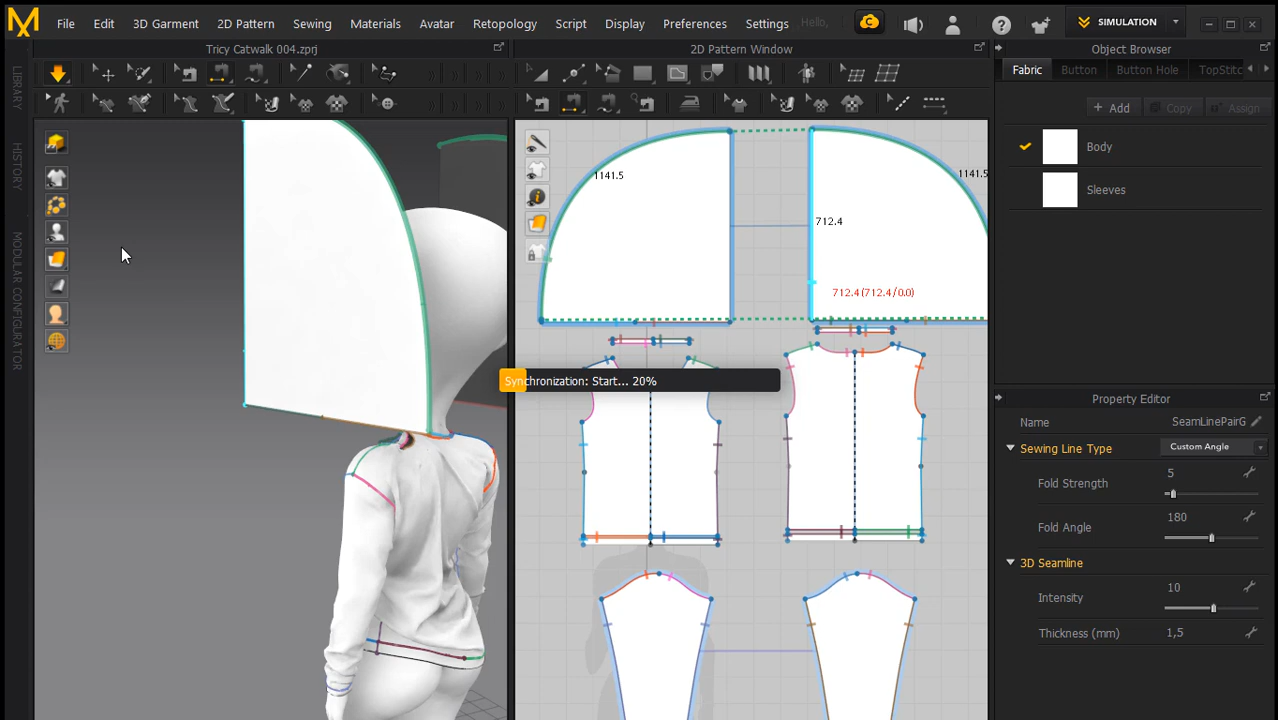 File Edit 3D Garment 2D Pattern Sewing Materials Avatar Retopology Script Display Preferences Settings Hello, SIMULATION
Tricy Catwalk 004.zprj
2D Pattern Window
Object Browser
Fabric Button Button Hole TopStitc
+ Add Copy Assign
Body
Sleeves
LIBRARY
HISTORY
MODULAR CONFIGURATOR
1141.5
1141.5
712.4
712.4 (712.4/0.0)
Synchronization: Start... 20%
Property Editor
Name SeamLinePairG
Sewing Line Type Custom Angle
Fold Strength 5
Fold Angle 180
3D Seamline
Intensity 10
Thickness (mm) 1,5